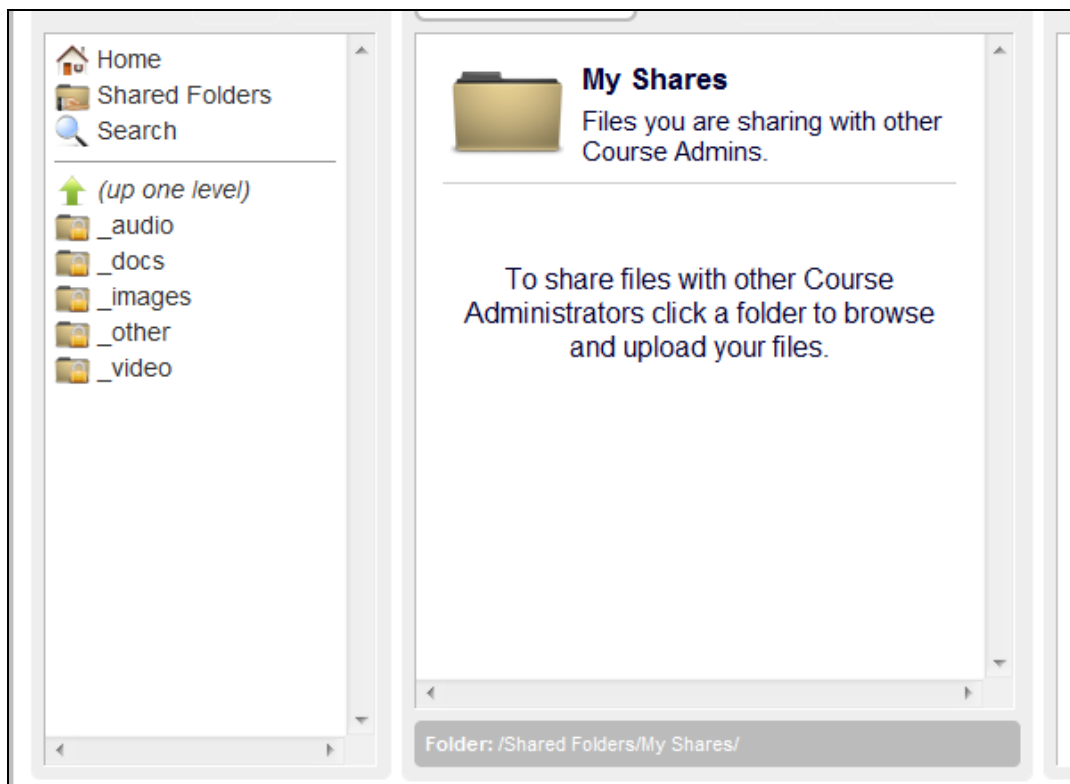 Home
Shared Folders
Search
(up one level)
_audio
_docs
_images
_other
_video
My Shares
Files you are sharing with other
Course Admins.
To share files with other Course
Administrators click a folder to browse
and upload your files.
Folder: /Shared Folders/My Shares/